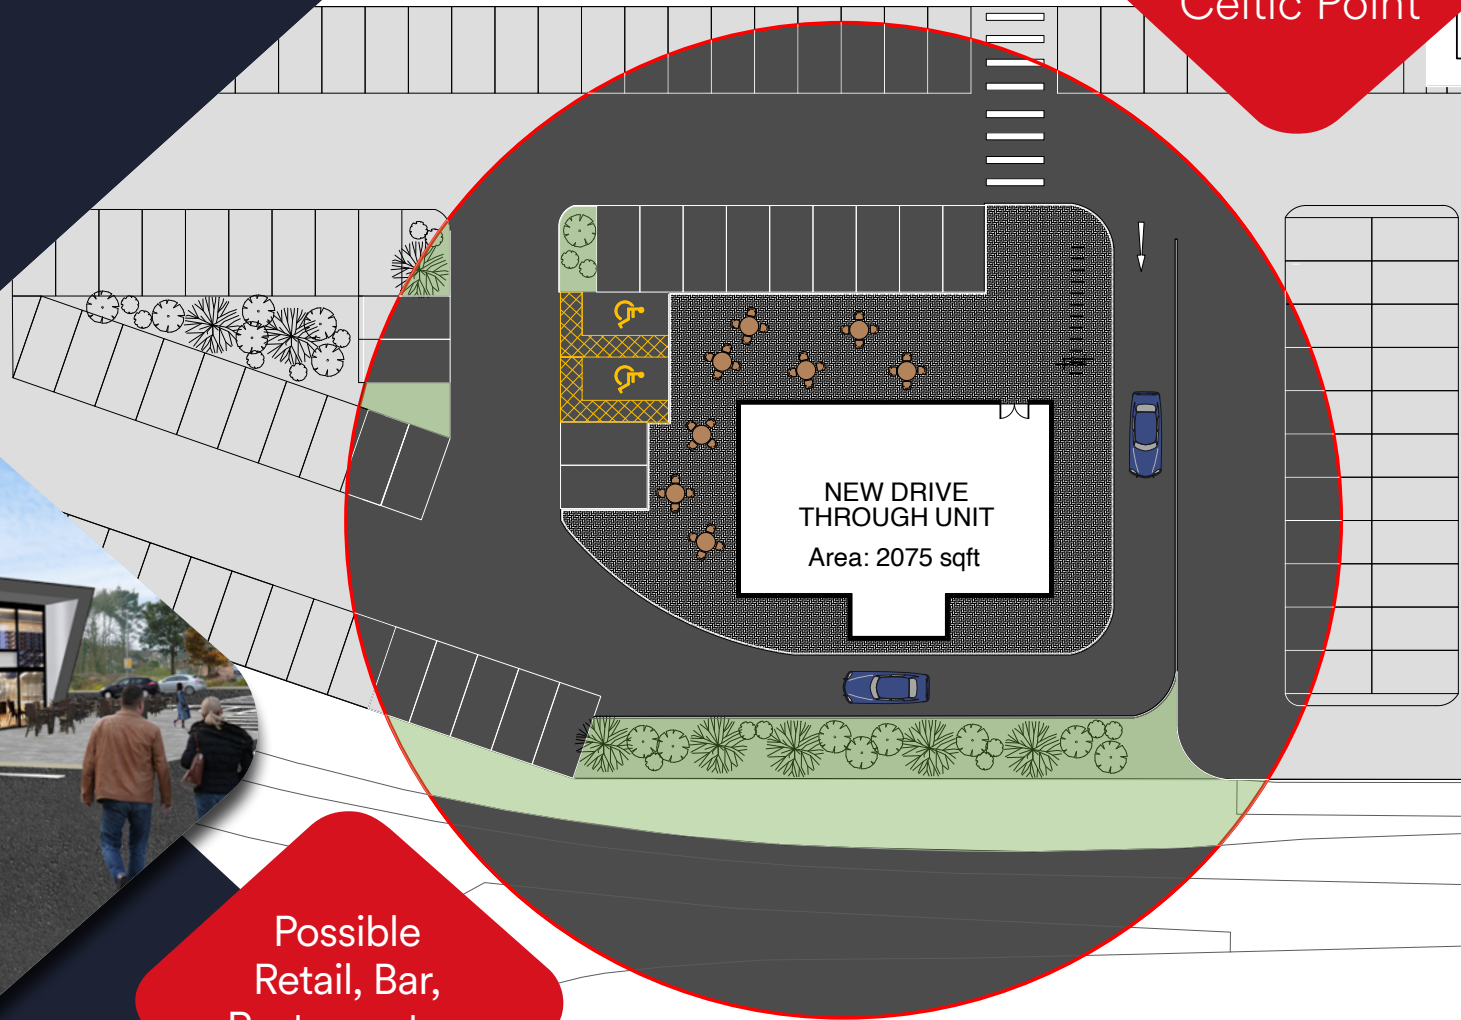 Celtic Point
NEW DRIVE
THROUGH UNIT
Area: 2075 sqft
Possible
Retail, Bar,